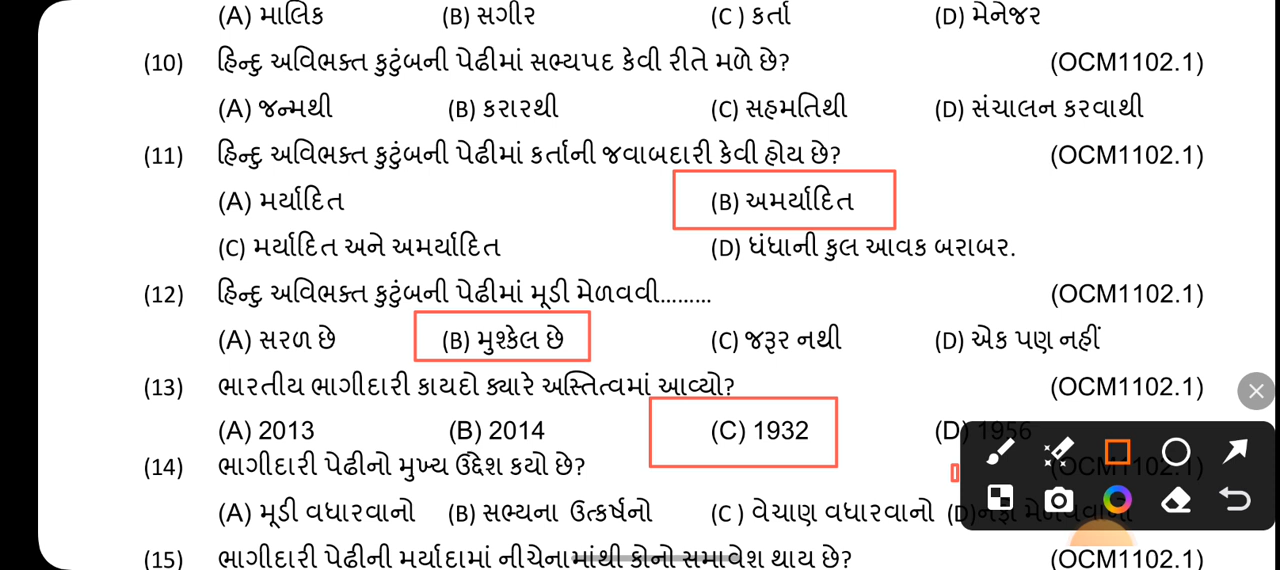 (A) માલિક (B) સગીર (C ) કર્તા (D) મેનેજર
(10) હિન્દુ અવિભક્ત કુટુંબની પેઢીમાં સભ્યપદ કેવી રીતે મળે છે? (OCM1102.1)
(A) જન્મથી (B) કરારથી (C) સહમતિથી (D) સંચાલન કરવાથી
(11) હિન્દુ અવિભક્ત કુટુંબની પેઢીમાં કર્તાની જવાબદારી કેવી હોય છે? (OCM1102.1)
(A) મર્યાદિત (B) અમર્યાદિત
(C) મર્યાદિત અને અમર્યાદિત (D) ધંધાની કુલ આવક બરાબર.
(12) હિન્દુ અવિભક્ત કુટુંબની પેઢીમાં મૂડી મેળવવી......... (OCM1102.1)
(A) સરળ છે (B) મુશ્કેલ છે (C) જરૂર નથી (D) એક પણ નહીં
(13) ભારતીય ભાગીદારી કાયદો ક્યારે અસ્તિત્વમાં આવ્યો? (OCM1102.1)
(A) 2013 (B) 2014 (C) 1932 (D) 1956
(14) ભાગીદારી પેઢીનો મુખ્ય ઉદ્દેશ કયો છે? (OCM1102.1)
(A) મૂડી વધારવાનો (B) સભ્યના ઉત્કર્ષનો (C ) વેચાણ વધારવાનો (D)નફો મેળવવાનો
(15) ભાગીદારી પેઢીની મર્યાદામાં નીચેનામાંથી કોનો સમાવેશ થાય છે? (OCM1102.1)